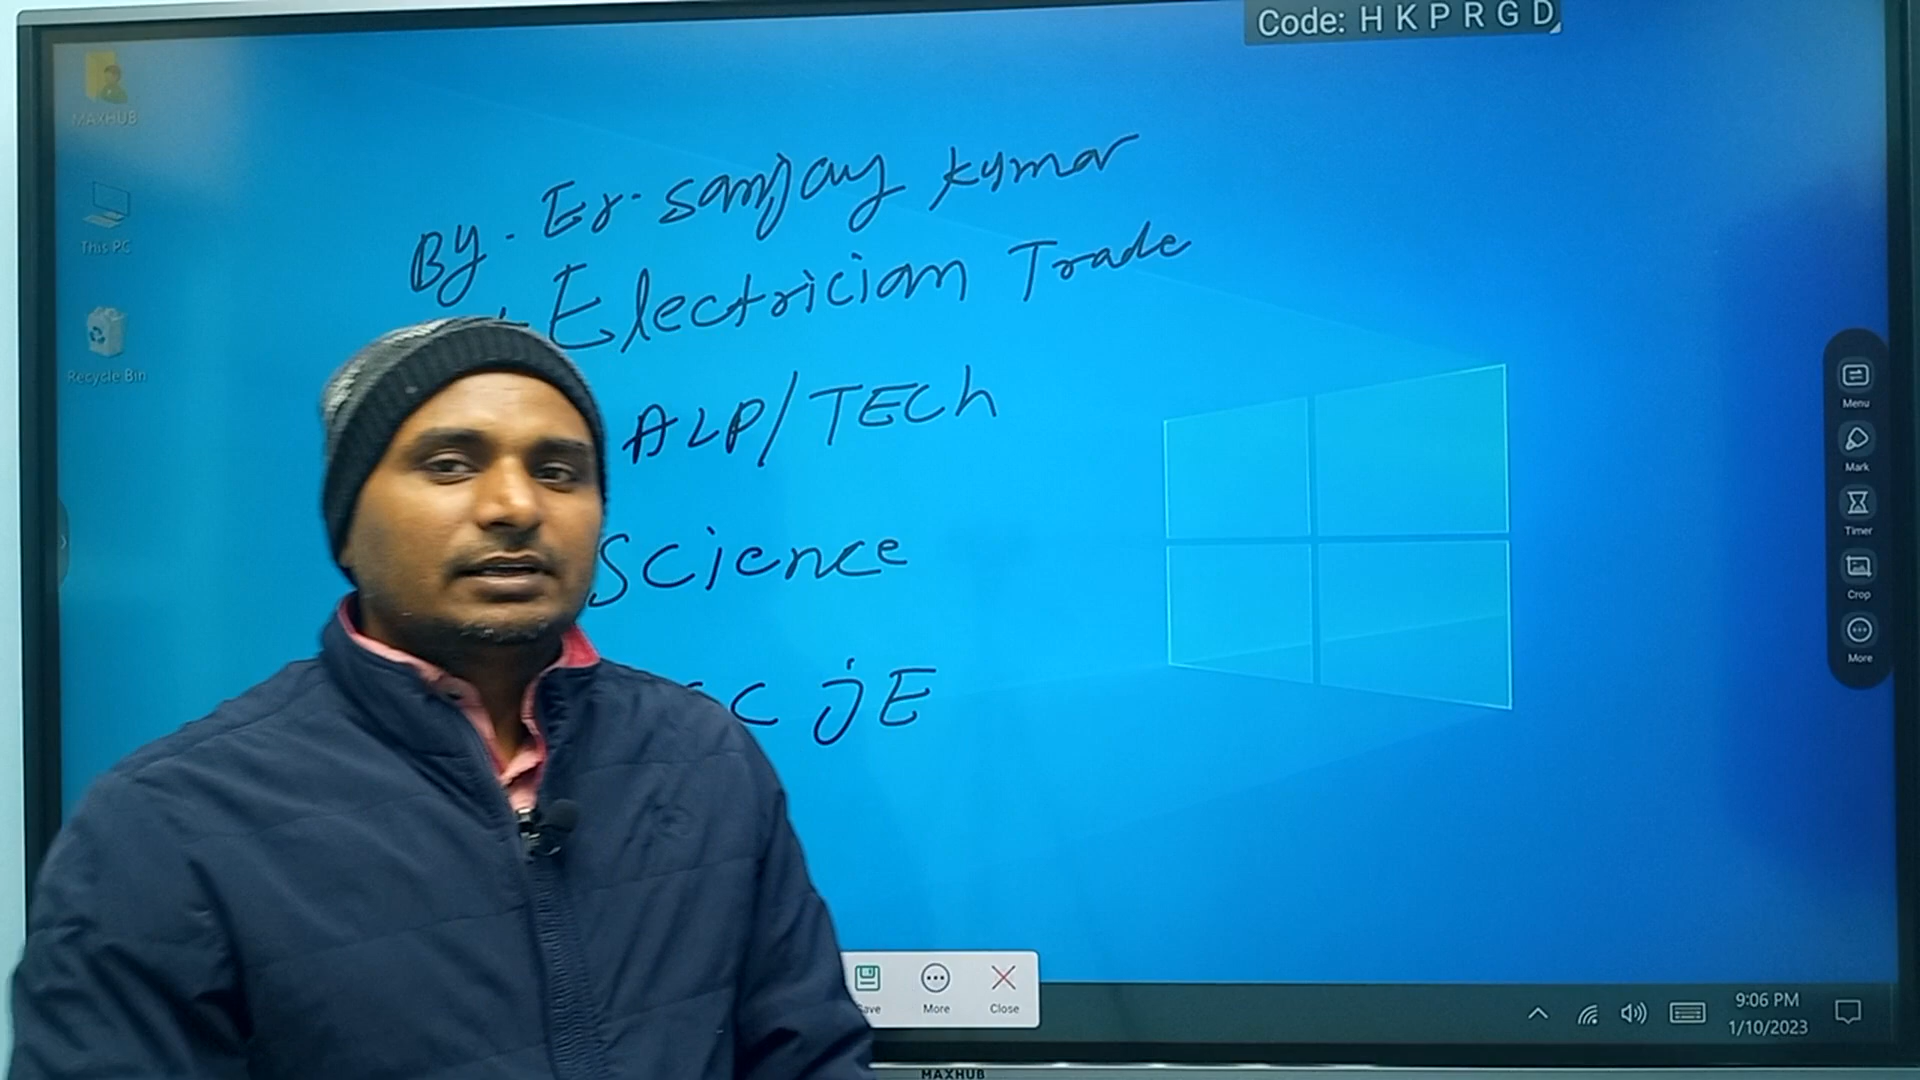 Code: H K P R G D
MAXHUB
This PC
Recycle Bin
By. Er. Sanjay Kumar
Electrician Trade
ALP/TECh
Science
C jE
Menu
Mark
Timer
Crop
More
More
Close
9:06 PM
1/10/2023
MAXHUB